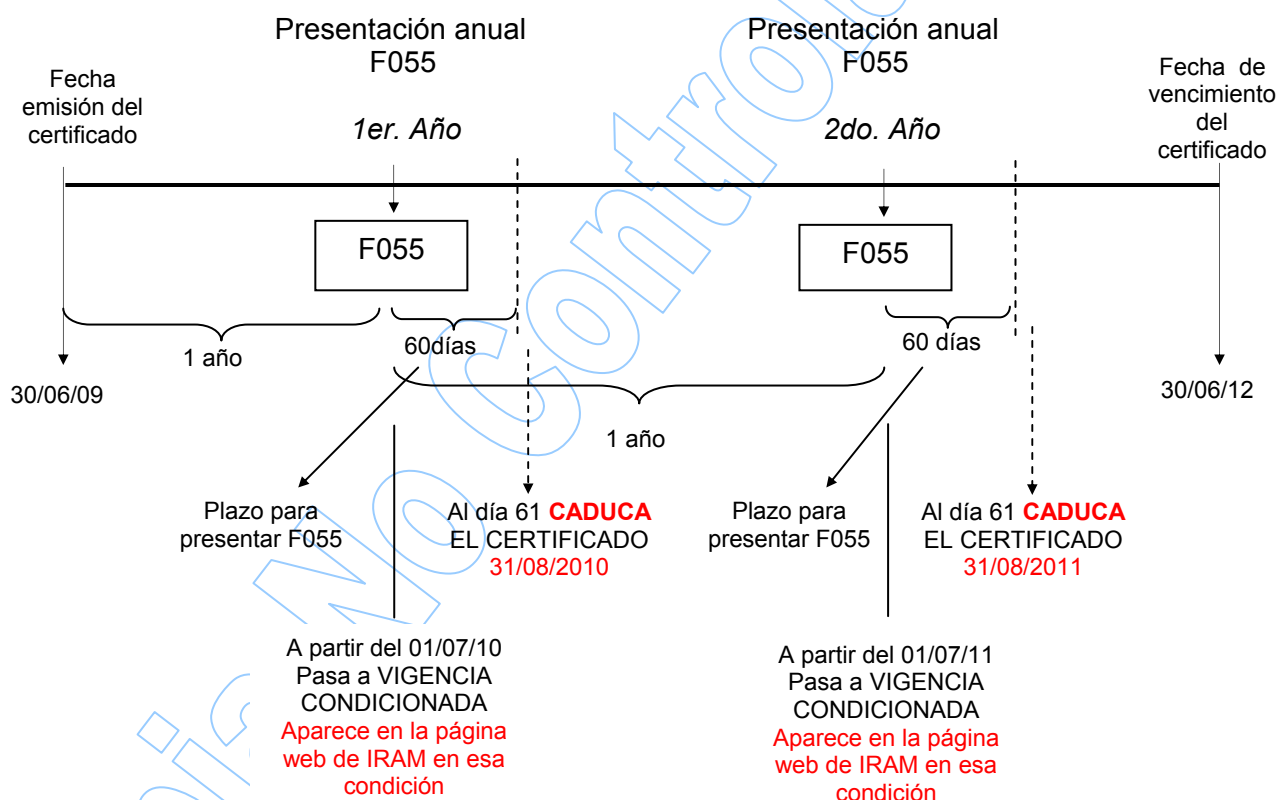 Presentación anual
F055
Presentación anual
F055
Fecha
emisión del
certificado
Fecha de
vencimiento
del
certificado
1er. Año
2do. Año
F055
F055
1 año
60días
60 días
30/06/09
30/06/12
1 año
Plazo para
presentar F055
Al día 61 CADUCA
EL CERTIFICADO
31/08/2010
Plazo para
presentar F055
Al día 61 CADUCA
EL CERTIFICADO
31/08/2011
A partir del 01/07/10
Pasa a VIGENCIA
CONDICIONADA
Aparece en la página
web de IRAM en esa
condición
A partir del 01/07/11
Pasa a VIGENCIA
CONDICIONADA
Aparece en la página
web de IRAM en esa
condición
No Contro